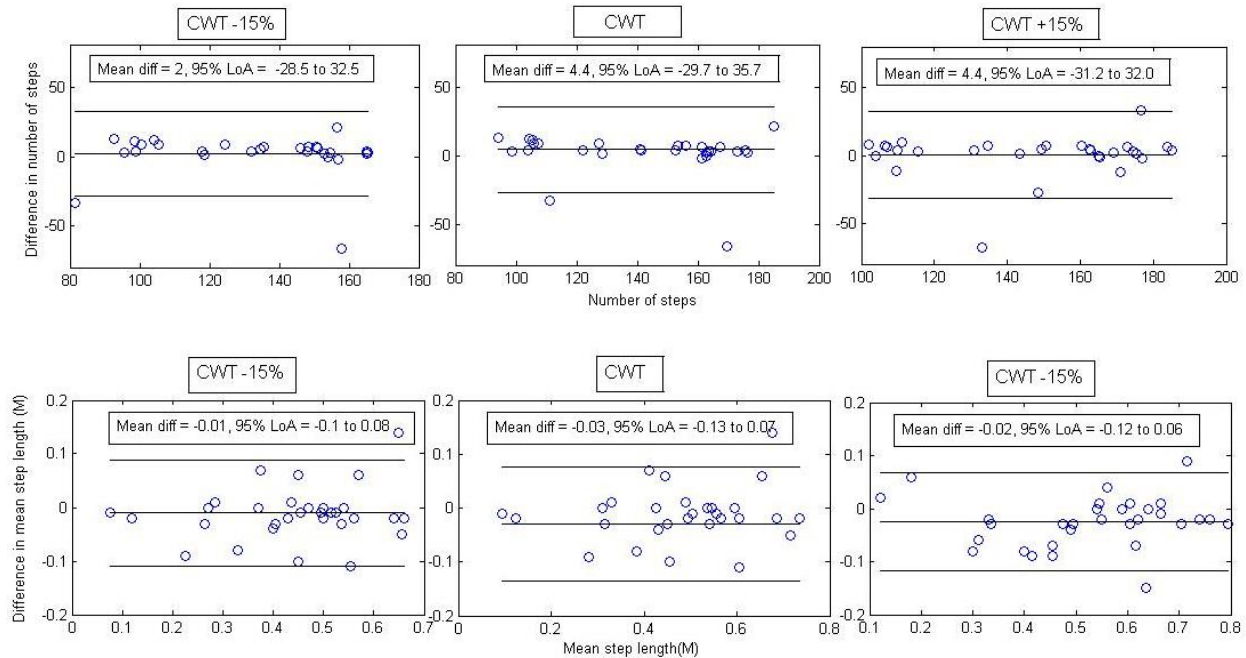 CWT -15%
CWT
CWT +15%
Difference in number of steps
50
0
-50
Mean diff = 2, 95% LoA = -28.5 to 32.5
80 100 120 140 160 180
50
0
-50
Mean diff = 4.4, 95% LoA = -29.7 to 35.7
80 100 120 140 160 180 200
50
0
-50
Mean diff = 4.4, 95% LoA = -31.2 to 32.0
100 120 140 160 180 200
Number of steps
CWT -15%
CWT
CWT -15%
Difference in mean step length (M)
0.2
0.1
0
-0.1
-0.2
Mean diff = -0.01, 95% LoA = -0.1 to 0.08
0 0.1 0.2 0.3 0.4 0.5 0.6 0.7
0.2
0.1
0
-0.1
-0.2
Mean diff = -0.03, 95% LoA = -0.13 to 0.07
0 0.2 0.4 0.6 0.8
0.2
0.1
0
-0.1
-0.2
Mean diff = -0.02, 95% LoA = -0.12 to 0.06
0.1 0.2 0.3 0.4 0.5 0.6 0.7 0.8
Mean step length(M)